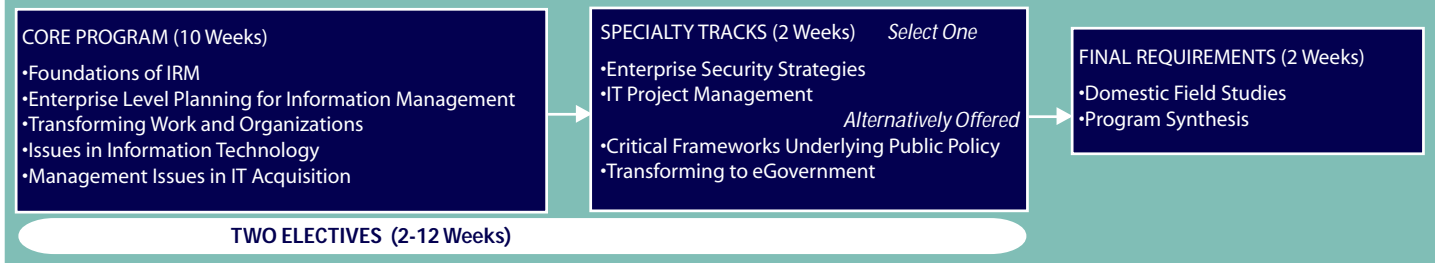 CORE PROGRAM (10 Weeks)
•Foundations of IRM
•Enterprise Level Planning for Information Management
•Transforming Work and Organizations
•Issues in Information Technology
•Management Issues in IT Acquisition
SPECIALTY TRACKS (2 Weeks) Select One
•Enterprise Security Strategies
•IT Project Management
Alternatively Offered
•Critical Frameworks Underlying Public Policy
•Transforming to eGovernment
FINAL REQUIREMENTS (2 Weeks)
•Domestic Field Studies
•Program Synthesis
TWO ELECTIVES (2-12 Weeks)